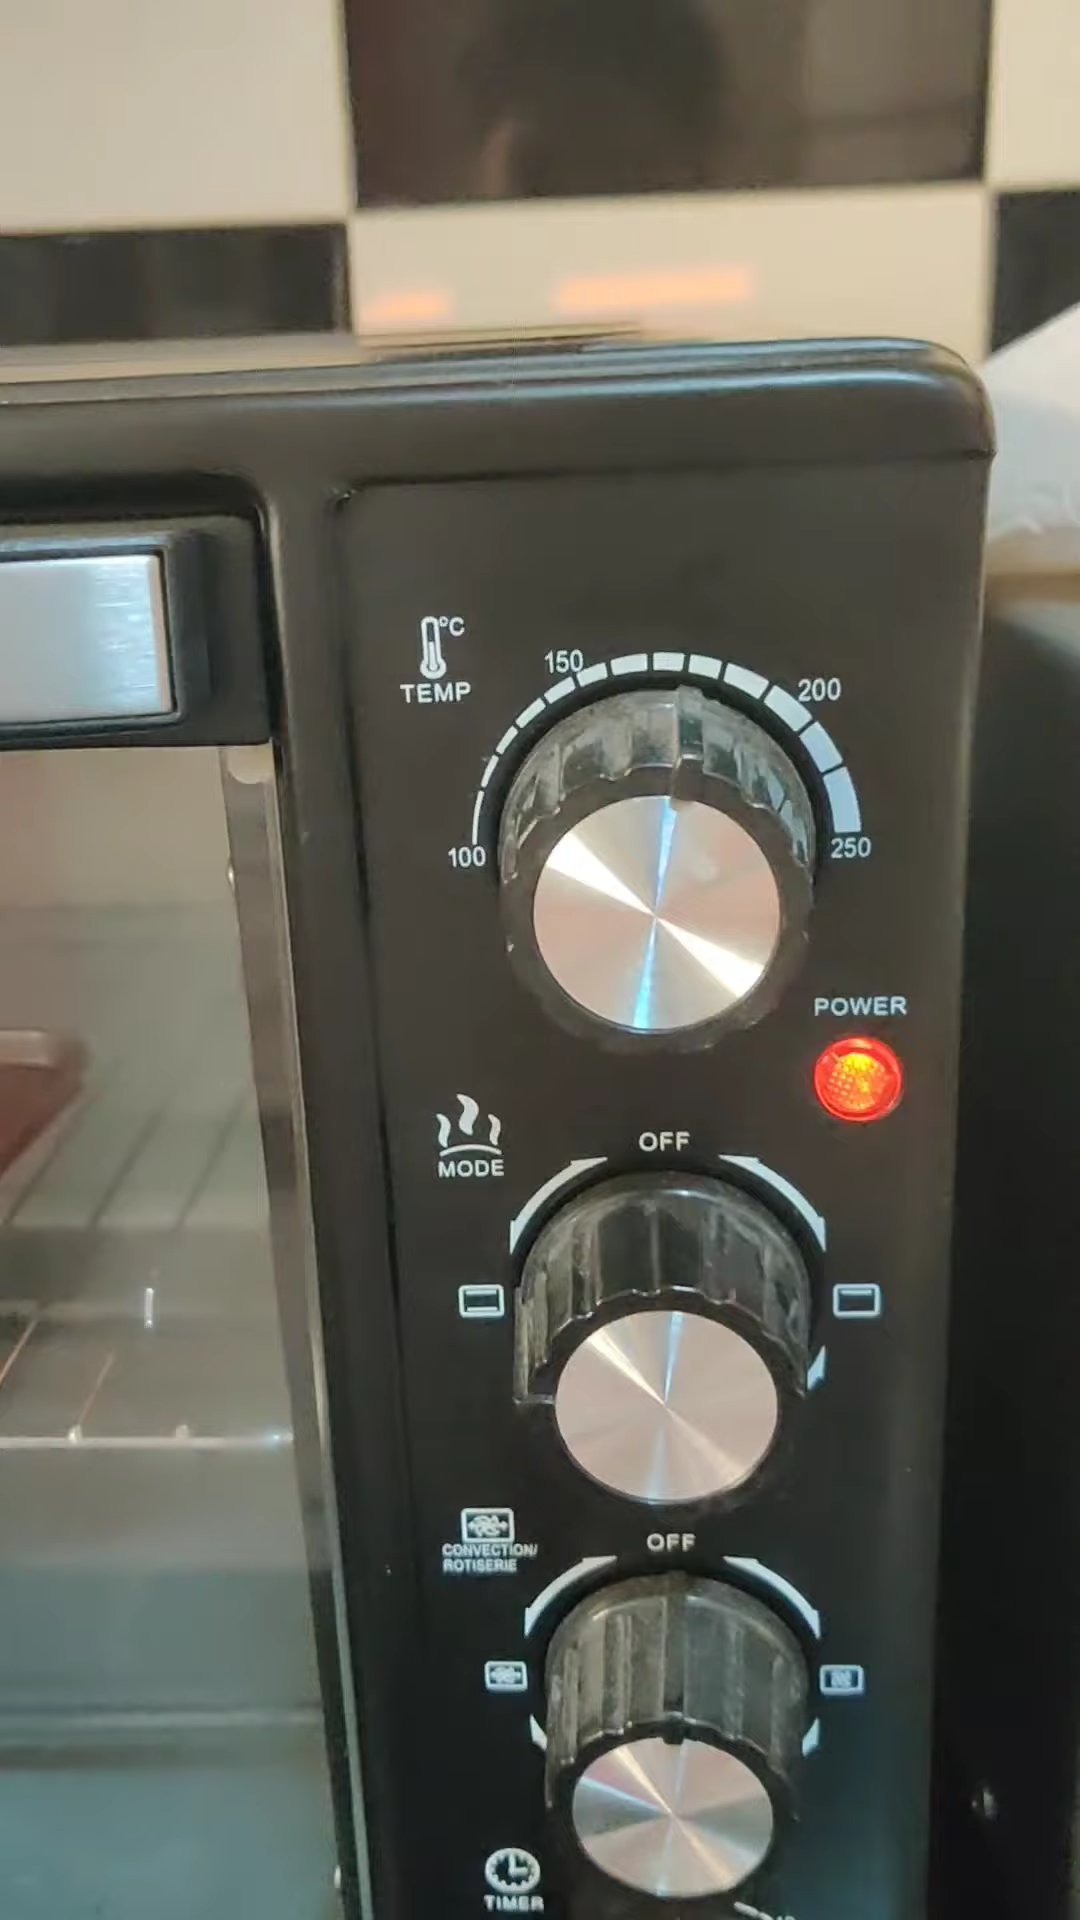 °C
TEMP
150
200
100
250
POWER
OFF
MODE
OFF
CONVECTION/
ROTISERIE
TIMER